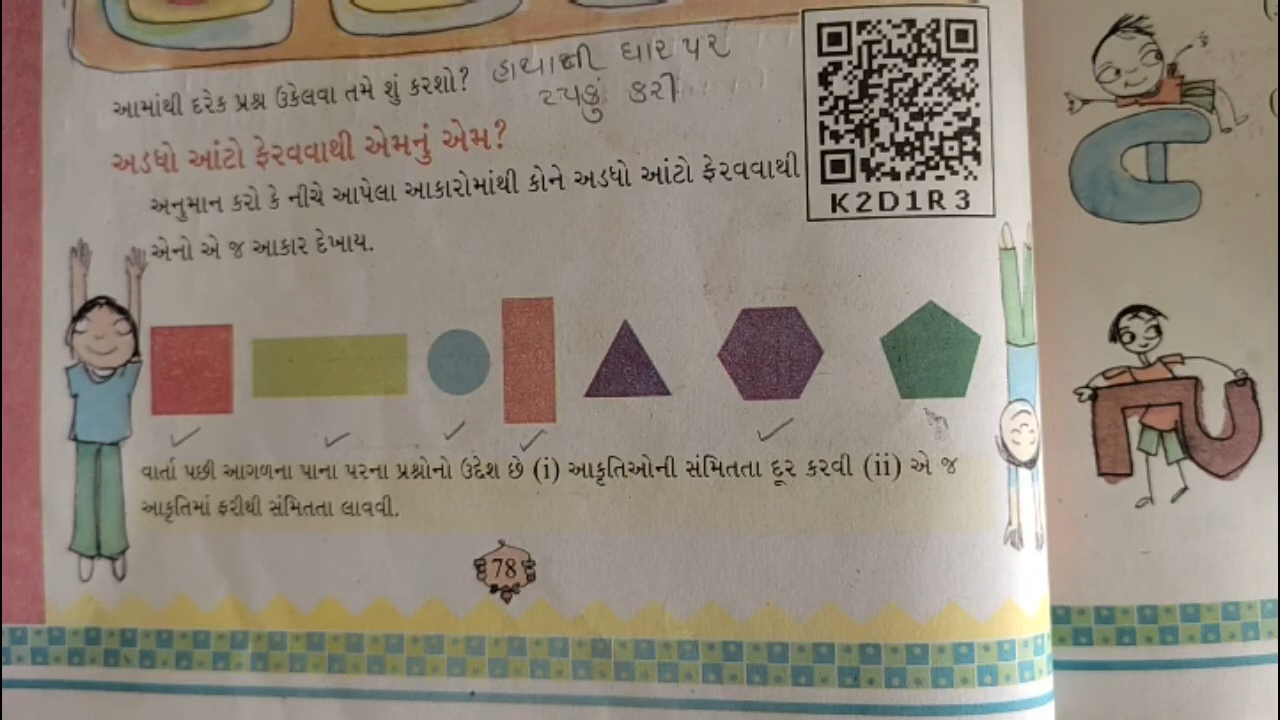 આમાંથી દરેક પ્રશ્ન ઉકેલવા તમે શું કરશો?
ધાર પર
ટપકું કરી
અડધો આંટો ફેરવવાથી એમનું એમ?
અનુમાન કરો કે નીચે આપેલા આકારોમાંથી કોને અડધો આંટો ફેરવવાથી
એનો એ જ આકાર દેખાય.
K2D1R3
વાર્તા પછી આગળના પાના પરના પ્રશ્નોનો ઉદેશ છે (i) આકૃતિઓની સંમિતતા દૂર કરવી (ii) એ જ
આકૃતિમાં ફરીથી સંમિતતા લાવવી.
78